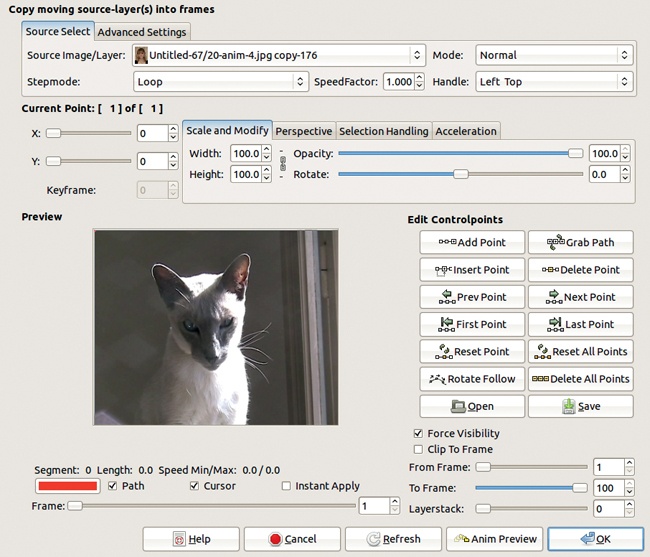 Copy moving source-layer(s) into frames
Source Select Advanced Settings
Source Image/Layer: Untitled-67/20-anim-4.jpg copy-176 Mode: Normal
Stepmode: Loop SpeedFactor: 1.000 Handle: Left Top
Current Point: [ 1 ] of [ 1 ]
X: 0
Y: 0
Keyframe: 0
Scale and Modify Perspective Selection Handling Acceleration
Width: 100.0 Opacity: 100.0
Height: 100.0 Rotate: 0.0
Preview
Edit Controlpoints
Add Point Grab Path
Insert Point Delete Point
Prev Point Next Point
First Point Last Point
Reset Point Reset All Points
Rotate Follow Delete All Points
Open Save
Force Visibility
Clip To Frame
From Frame: 1
To Frame: 100
Layerstack: 0
Segment: 0 Length: 0.0 Speed Min/Max: 0.0 / 0.0
Path Cursor Instant Apply
Frame: 1
Help Cancel Refresh Anim Preview OK